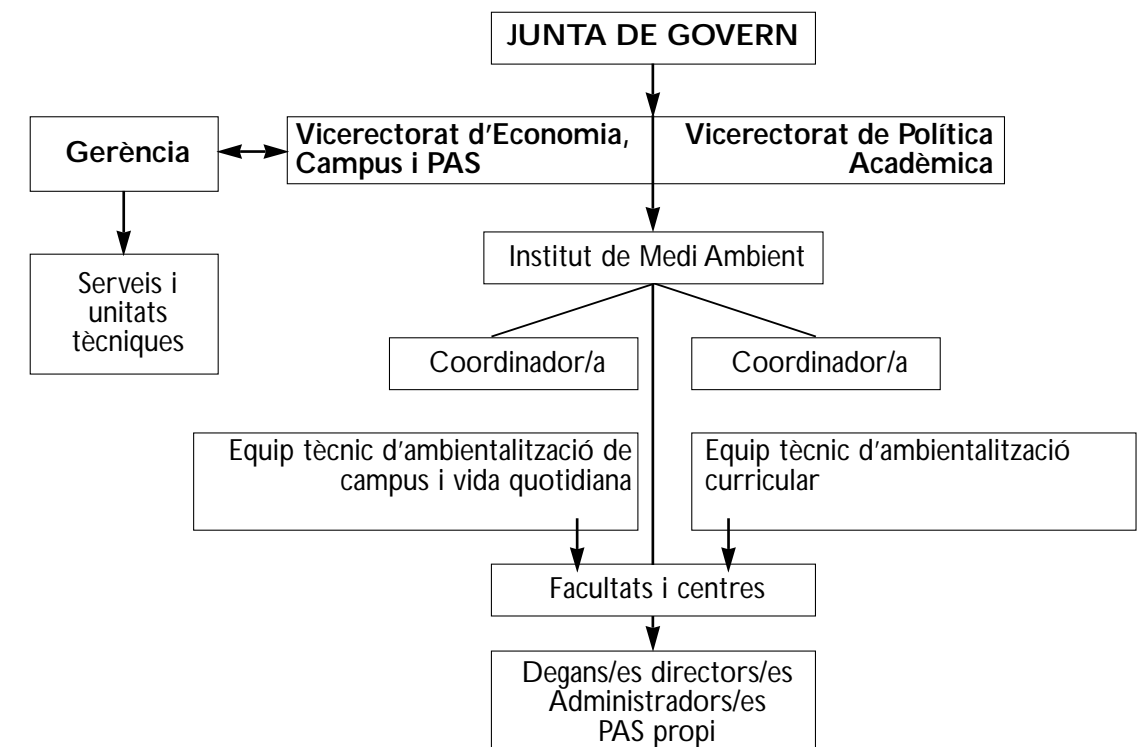 JUNTA DE GOVERN
Gerència
Vicerectorat d'Economia,
Campus i PAS
Vicerectorat de Política
Acadèmica
Institut de Medi Ambient
Serveis i
unitats
tècniques
Coordinador/a
Coordinador/a
Equip tècnic d'ambientalització de
campus i vida quotidiana
Equip tècnic d'ambientalització
curricular
Facultats i centres
Degans/es directors/es
Administradors/es
PAS propi